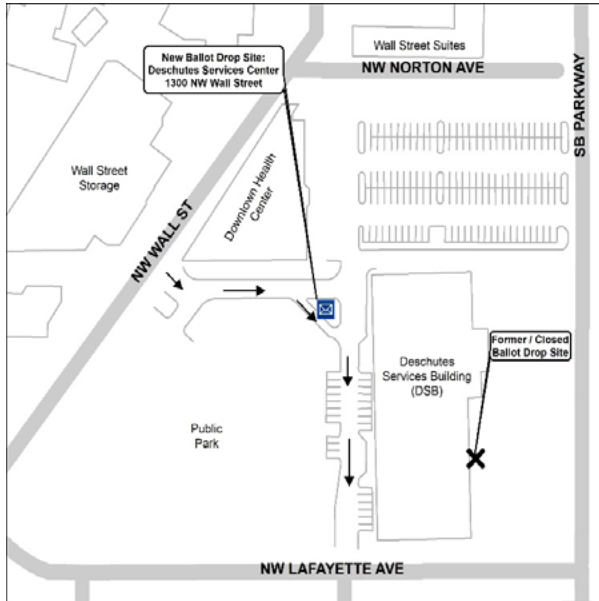 Wall Street Suites
New Ballot Drop Site:
Deschutes Services Center
1300 NW Wall Street
NW NORTON AVE
SB PARKWAY
Wall Street
Storage
Downtown Health
Center
NW WALL ST
Former / Closed
Ballot Drop Site
Deschutes
Services Building
(DSB)
Public
Park
NW LAFAYETTE AVE